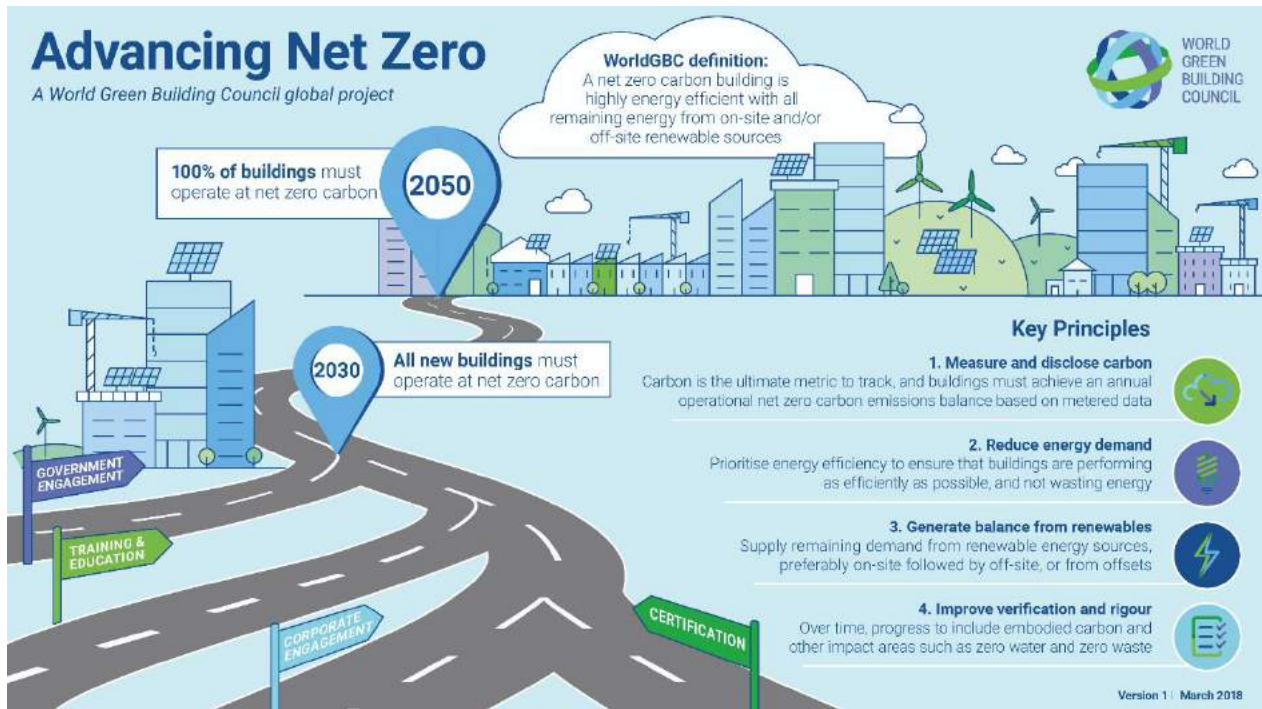 Advancing Net Zero
A World Green Building Council global project
WorldGBC definition:
A net zero carbon building is
highly energy efficient with all
remaining energy from on-site and/or
off-site renewable sources
WORLD
GREEN
BUILDING
COUNCIL
100% of buildings must
operate at net zero carbon
2050
2030
All new buildings must
operate at net zero carbon
GOVERNMENT
ENGAGEMENT
TRAINING &
EDUCATION
CORPORATE
ENGAGEMENT
CERTIFICATION
Key Principles
1. Measure and disclose carbon
Carbon is the ultimate metric to track, and buildings must achieve an annual
operational net zero carbon emissions balance based on metered data
2. Reduce energy demand
Prioritise energy efficiency to ensure that buildings are performing
as efficiently as possible, and not wasting energy
3. Generate balance from renewables
Supply remaining demand from renewable energy sources,
preferably on-site followed by off-site, or from offsets
4. Improve verification and rigour
Over time, progress to include embodied carbon and
other impact areas such as zero water and zero waste
Version 1 | March 2018